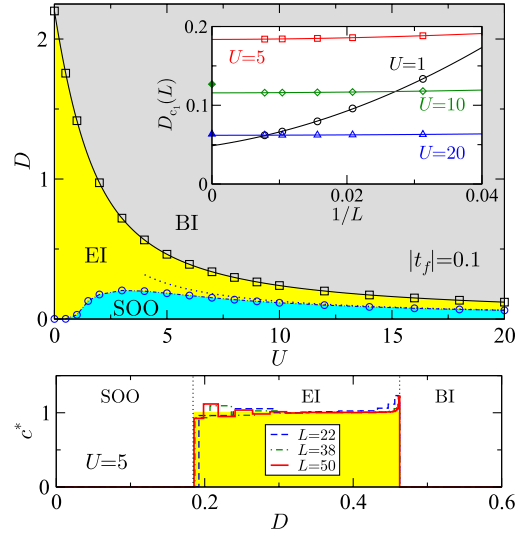 2
1
0
D
0
5
10
15
20
U
EI
BI
SOO
|t_f|=0.1
0.2
0.1
0
D_{c_1}(L)
0
0.02
0.04
1/L
U=5
U=1
U=10
U=20
SOO
EI
BI
1
0
c*
U=5
L=22
L=38
L=50
0
0.2
0.4
0.6
D